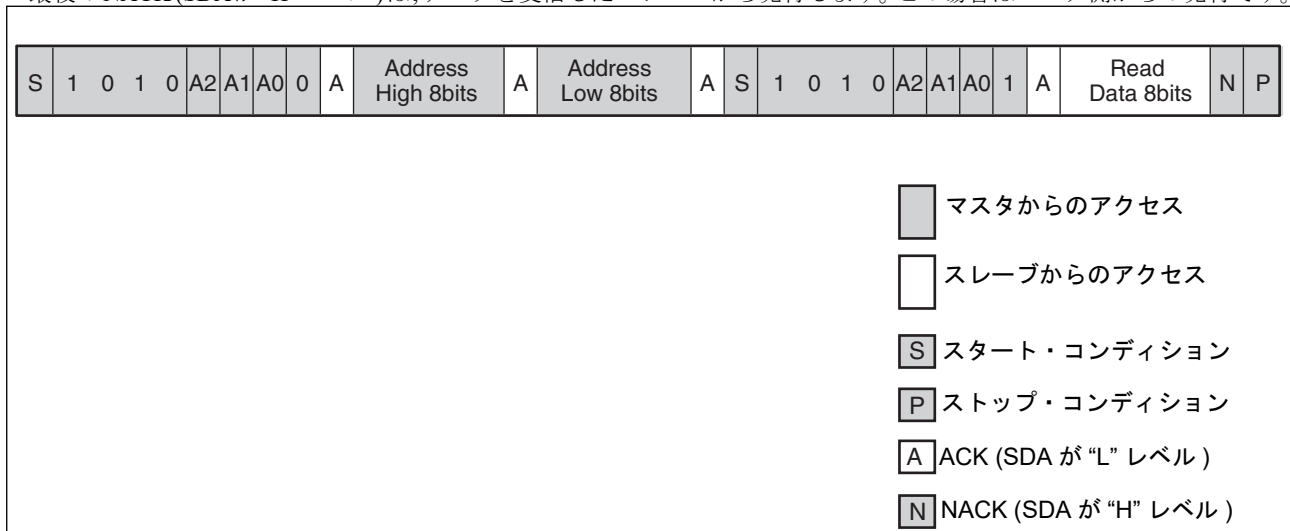 S 1 0 1 0 A2 A1 A0 0 A Address High 8bits A Address Low 8bits A S 1 0 1 0 A2 A1 A0 1 A Read Data 8bits N P
マスタからのアクセス
スレーブからのアクセス
S スタート・コンディション
P ストップ・コンディション
A ACK (SDA が “L” レベル )
N NACK (SDA が “H” レベル )